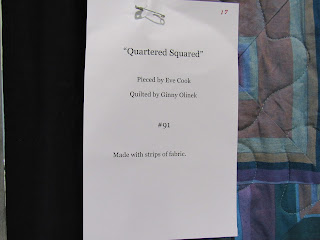 17
"Quartered Squared"
Pieced by Eve Cook
Quilted by Ginny Olinek
#91
Made with strips of fabric.